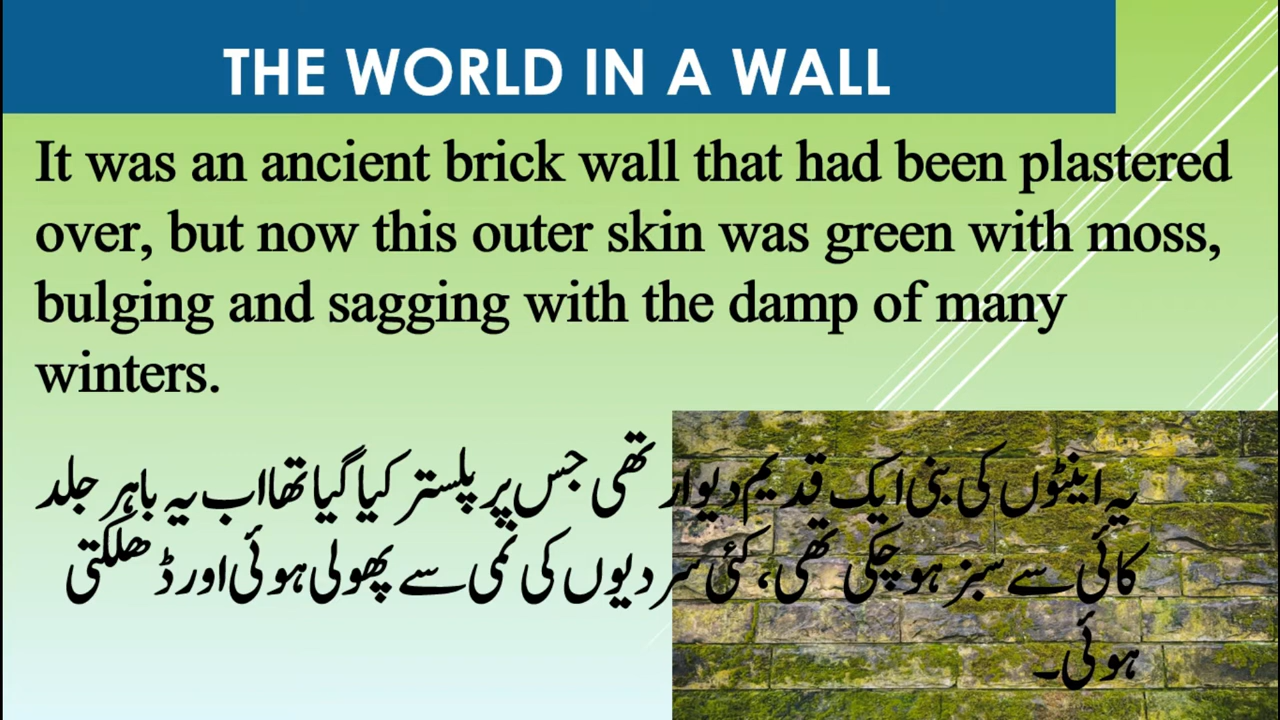 THE WORLD IN A WALL
It was an ancient brick wall that had been plastered
over, but now this outer skin was green with moss,
bulging and sagging with the damp of many
winters.
یہ اینٹوں کی بنی ایک قدیم دیوار تھی جس پر پلستر کیا گیا تھا اب یہ باہر جلد
کائی سے سبز ہو چکی تھی، کئی سردیوں کی نمی سے پھولی ہوئی اور ڈھلکتی
ہوئی۔